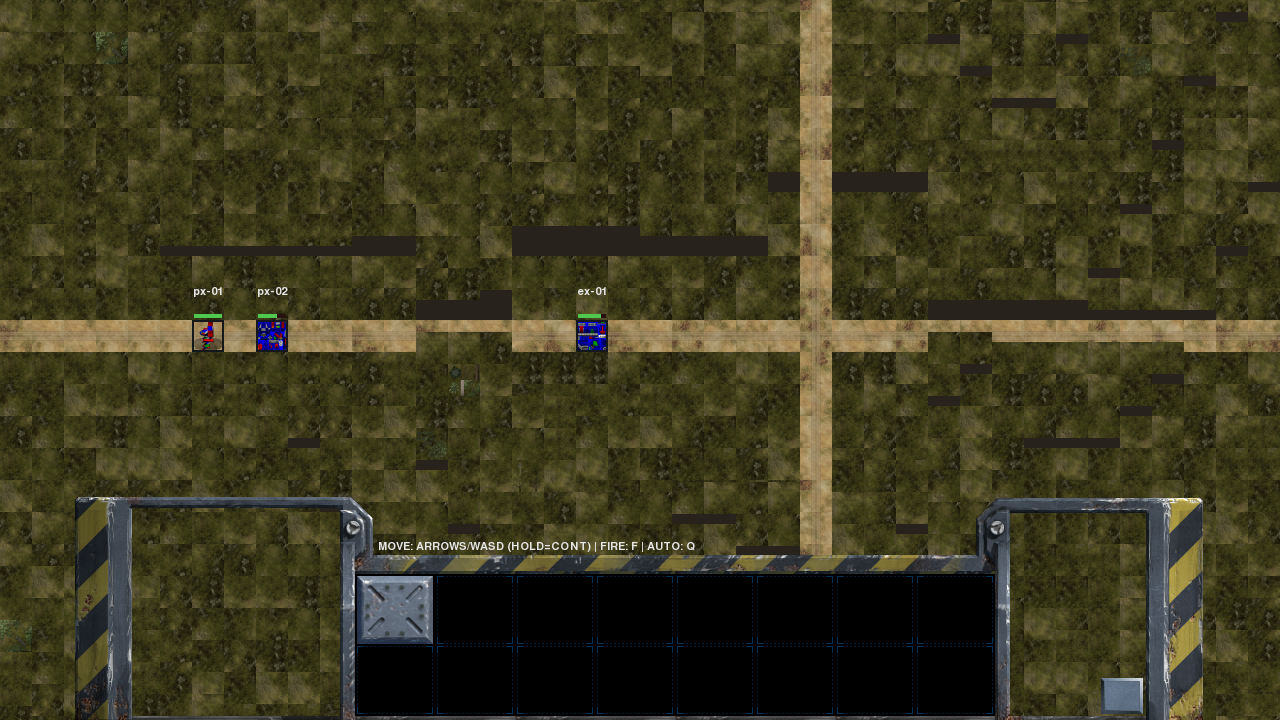 px-01
px-02
ex-01
MOVE: ARROWS/WASD (HOLD=CONT) | FIRE: F | AUTO: Q